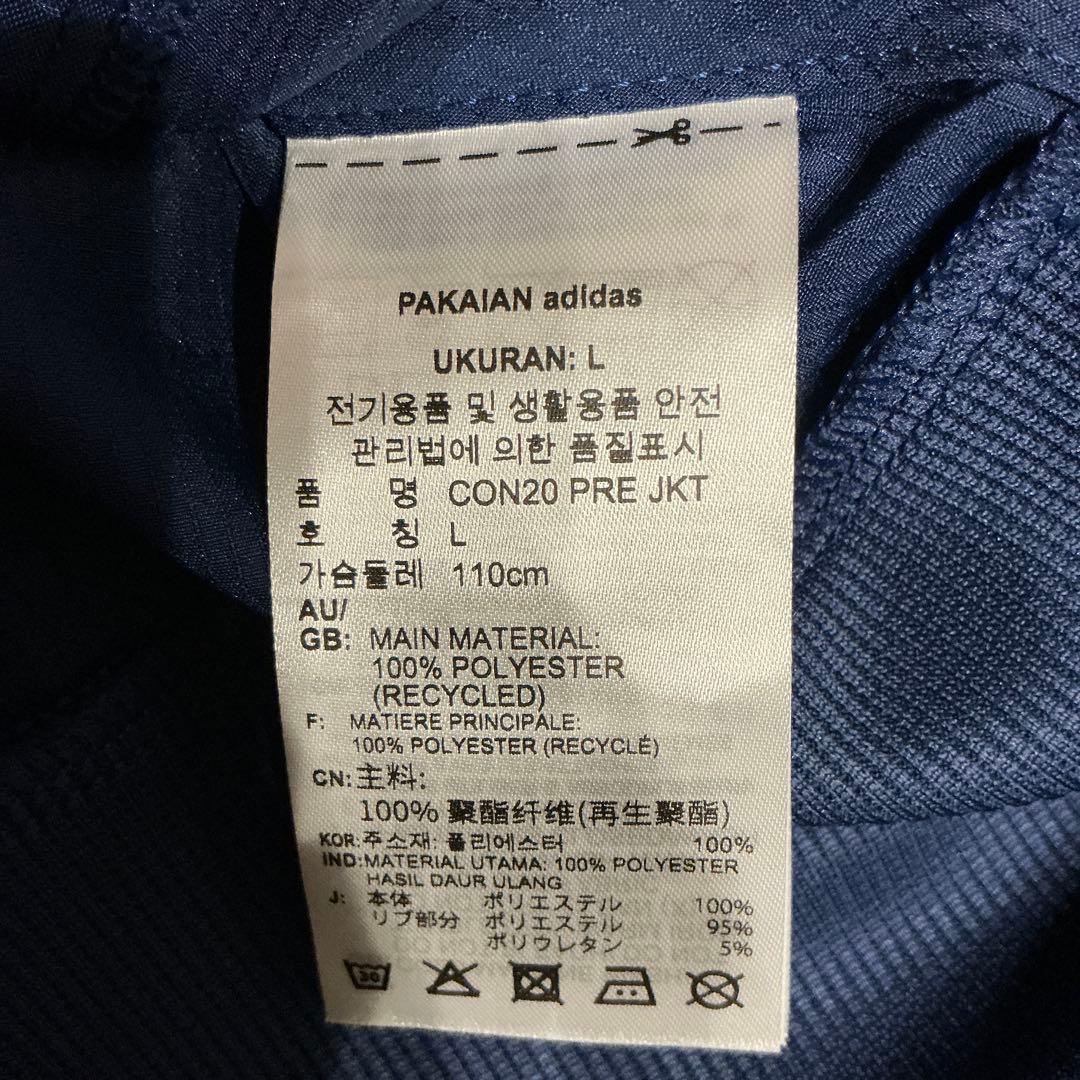 PAKAIAN adidas
UKURAN: L
전기용품 및 생활용품 안전
관리법에 의한 품질표시
품 명 CON20 PRE JKT
호 칭 L
가슴둘레 110cm
AU/
GB: MAIN MATERIAL:
100% POLYESTER
(RECYCLED)
F: MATIERE PRINCIPALE:
100% POLYESTER (RECYCLÉ)
CN: 主料:
100% 聚酯纤维(再生聚酯)
KOR: 주소재: 폴리에스터 100%
IND: MATERIAL UTAMA: 100% POLYESTER
HASIL DAUR ULANG
J: 本体 ポリエステル 100%
リブ部分 ポリエステル 95%
ポリウレタン 5%
30